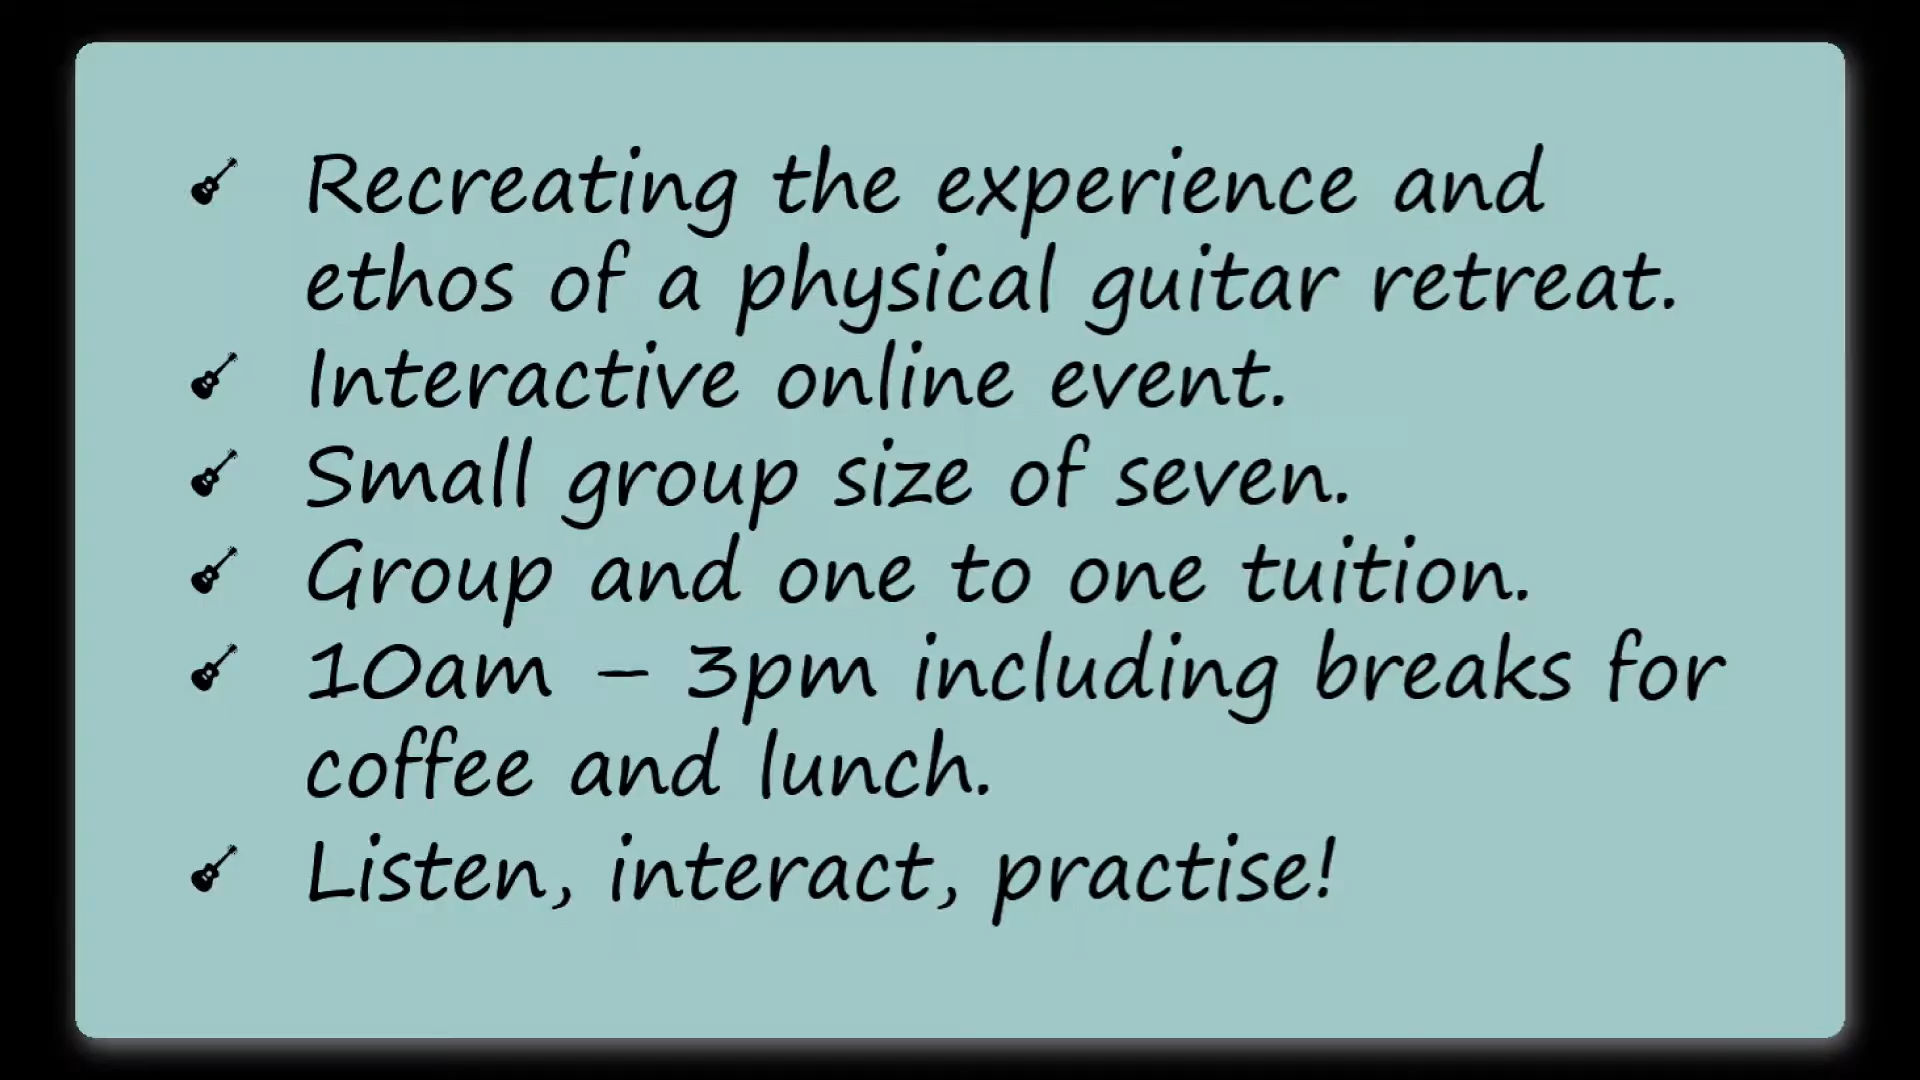 Recreating the experience and
ethos of a physical guitar retreat.
Interactive online event.
Small group size of seven.
Group and one to one tuition.
10am – 3pm including breaks for
coffee and lunch.
Listen, interact, practise!